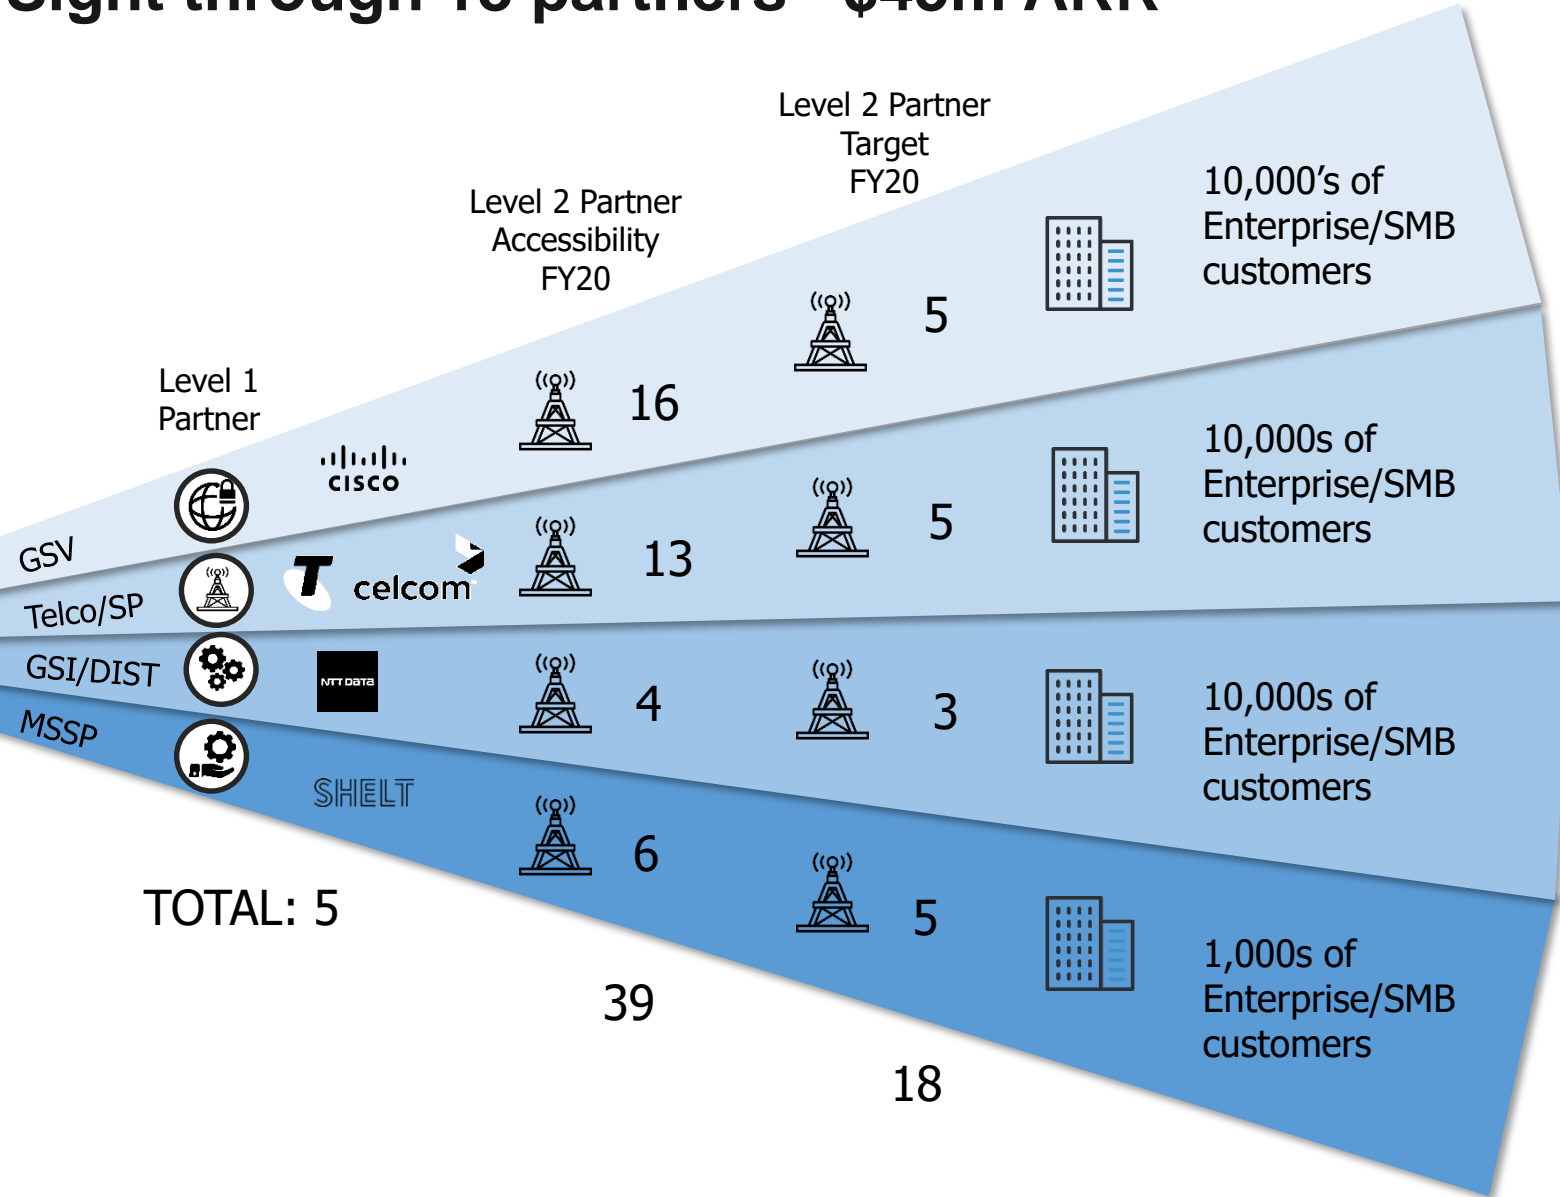 Level 2 Partner
Target
FY20
Level 2 Partner
Accessibility
FY20
Level 1
Partner
GSV
CISCO
16
5
10,000’s of
Enterprise/SMB
customers
Telco/SP
T
celcom
13
5
10,000s of
Enterprise/SMB
customers
GSI/DIST
NTT DATA
4
3
10,000s of
Enterprise/SMB
customers
MSSP
SHELT
6
5
1,000s of
Enterprise/SMB
customers
TOTAL: 5
39
18